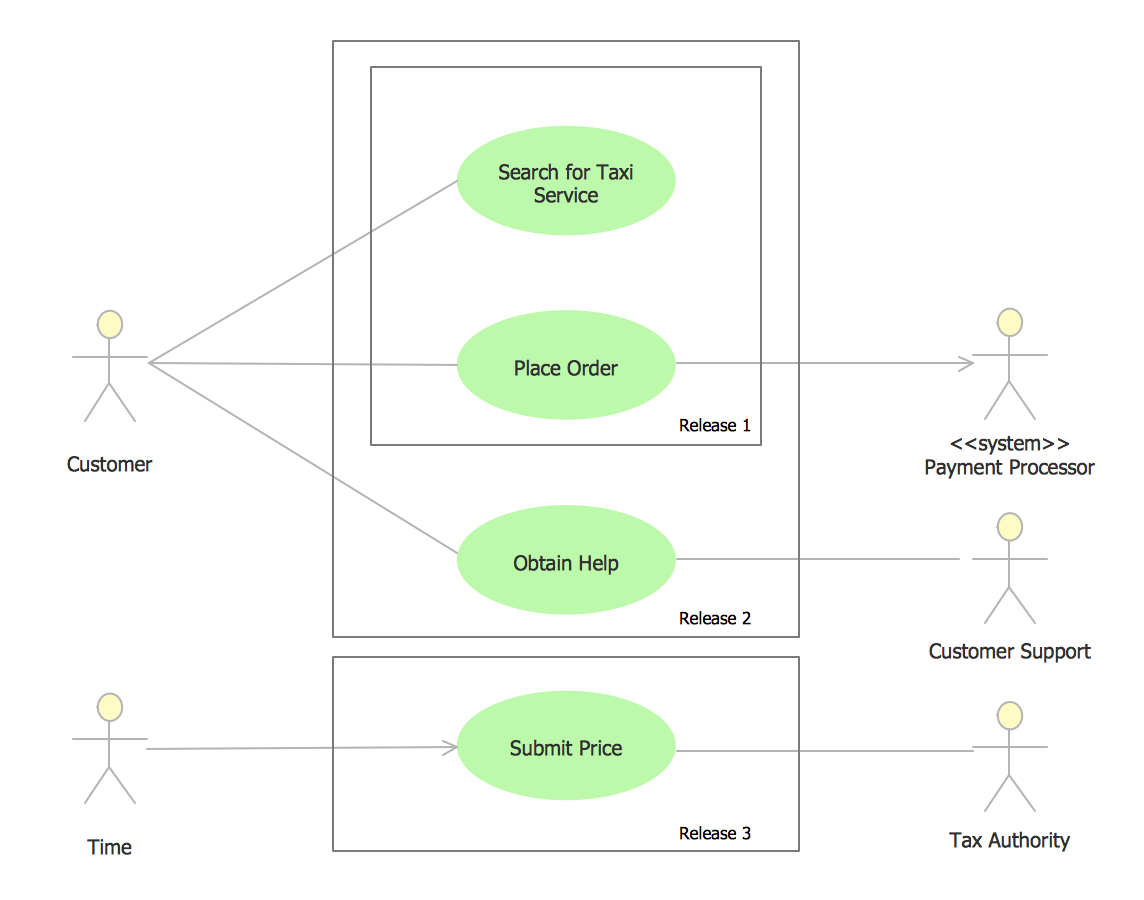 Search for Taxi
Service
Place Order
Release 1
Customer
<<system>>
Payment Processor
Obtain Help
Release 2
Customer Support
Submit Price
Release 3
Time
Tax Authority